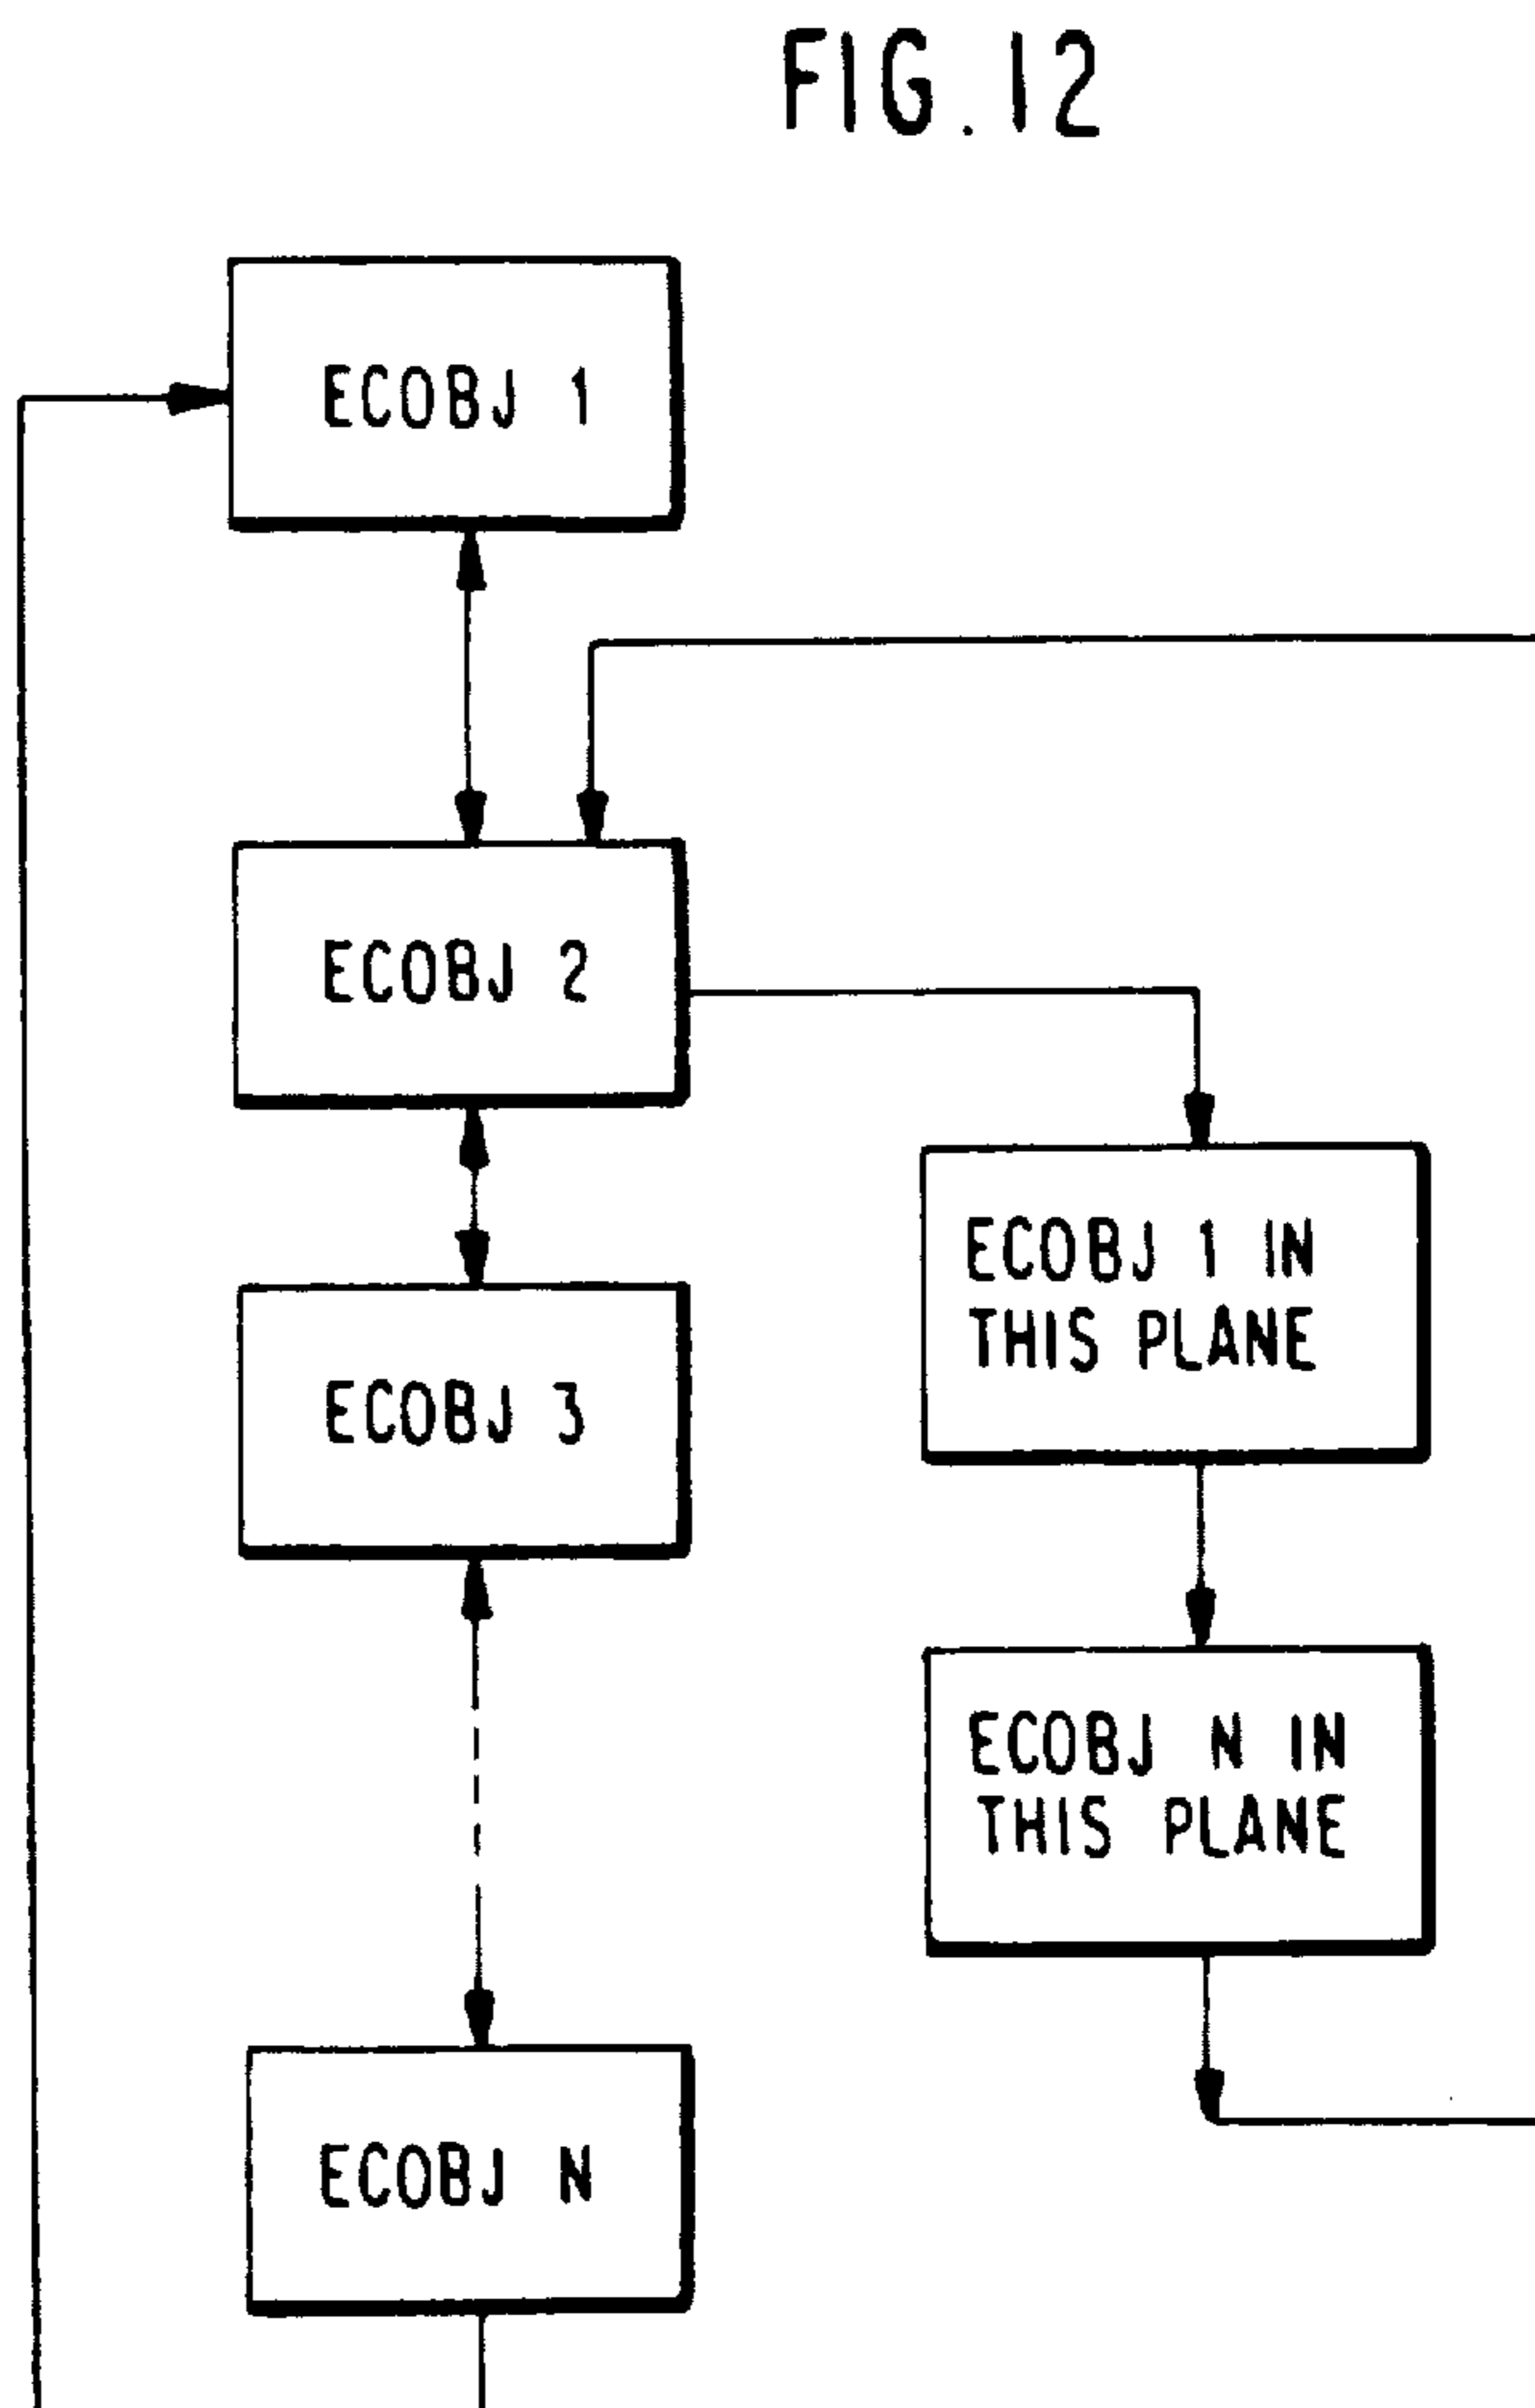 FIG.12
ECOBJ 1
ECOBJ 2
ECOBJ 3
ECOBJ N
ECOBJ 1 IN
THIS PLANE
ECOBJ N IN
THIS PLANE